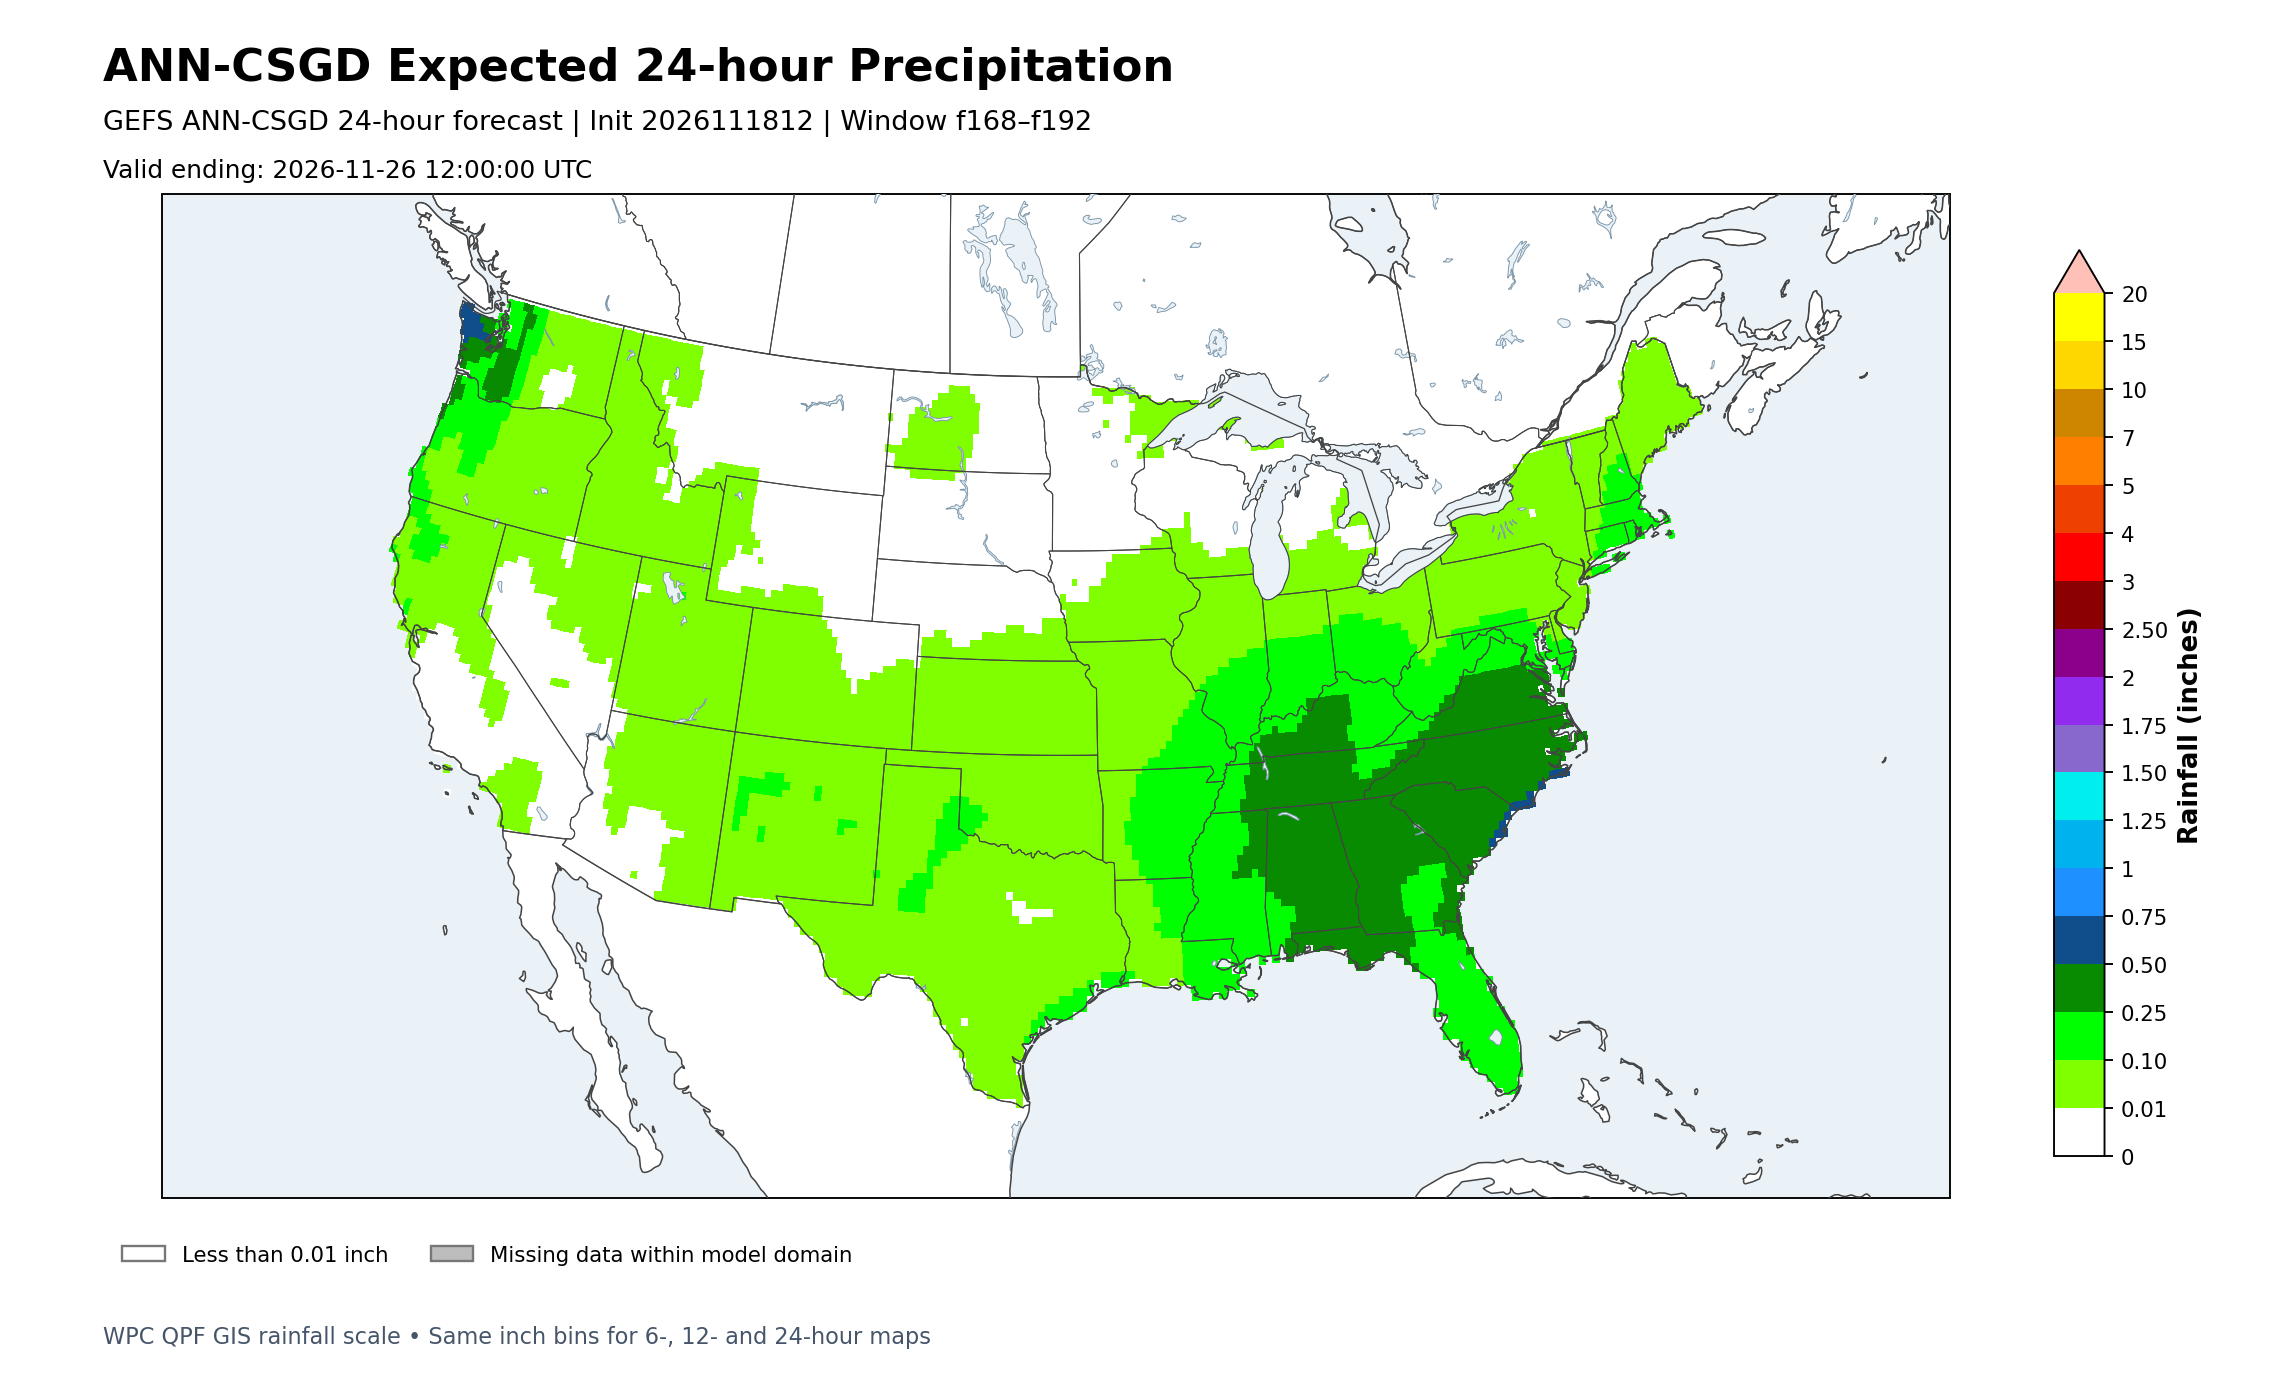 ANN-CSGD Expected 24-hour Precipitation
GEFS ANN-CSGD 24-hour forecast | Init 2026111812 | Window f168–f192
Valid ending: 2026-11-26 12:00:00 UTC
20
15
10
7
5
4
3
2.50
2
1.75
1.50
1.25
1
0.75
0.50
0.25
0.10
0.01
0
Rainfall (inches)
Less than 0.01 inch
Missing data within model domain
WPC QPF GIS rainfall scale • Same inch bins for 6-, 12- and 24-hour maps